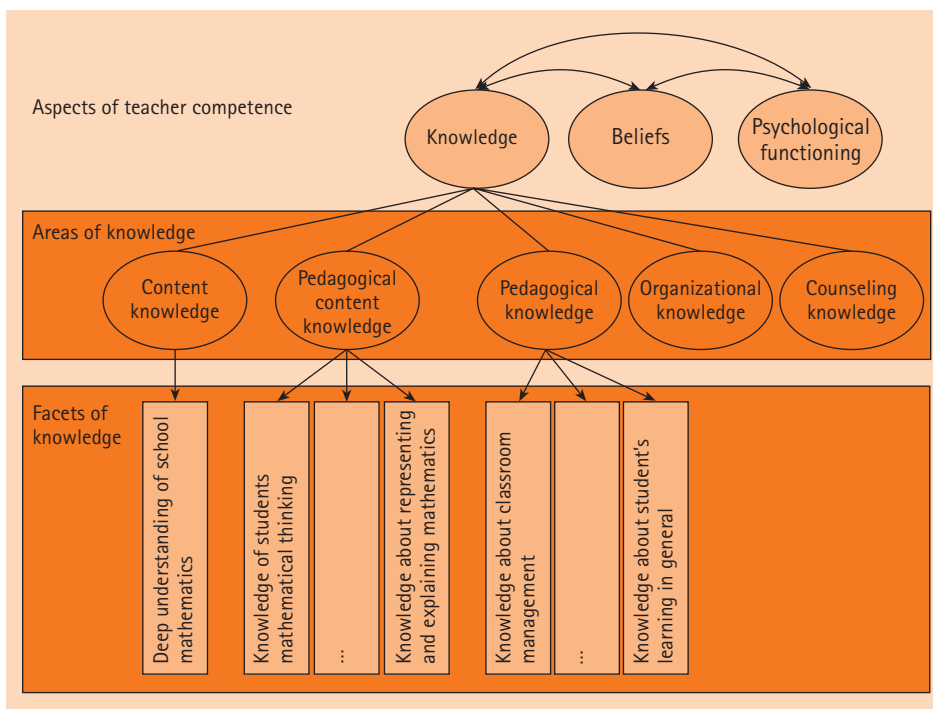 Aspects of teacher competence
Knowledge
Beliefs
Psychological
functioning
Areas of knowledge
Content
knowledge
Pedagogical
content
knowledge
Pedagogical
knowledge
Organizational
knowledge
Counseling
knowledge
Facets of
knowledge
Deep understanding of school
mathematics
Knowledge of students
mathematical thinking
...
Knowledge about representing
and explaining mathematics
Knowledge about classroom
management
...
Knowledge about student's
learning in general